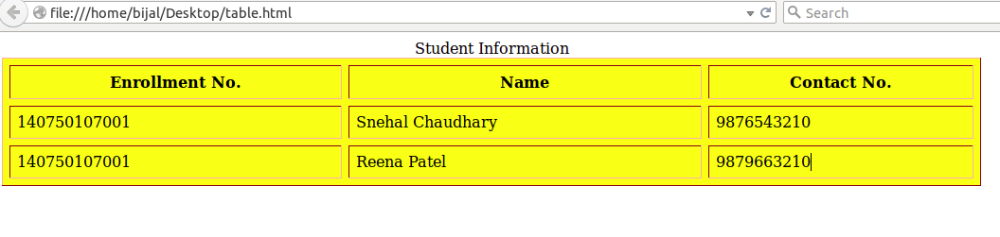 file:///home/bijal/Desktop/table.html Search
Student Information
Enrollment No. Name Contact No.
140750107001 Snehal Chaudhary 9876543210
140750107001 Reena Patel 9879663210